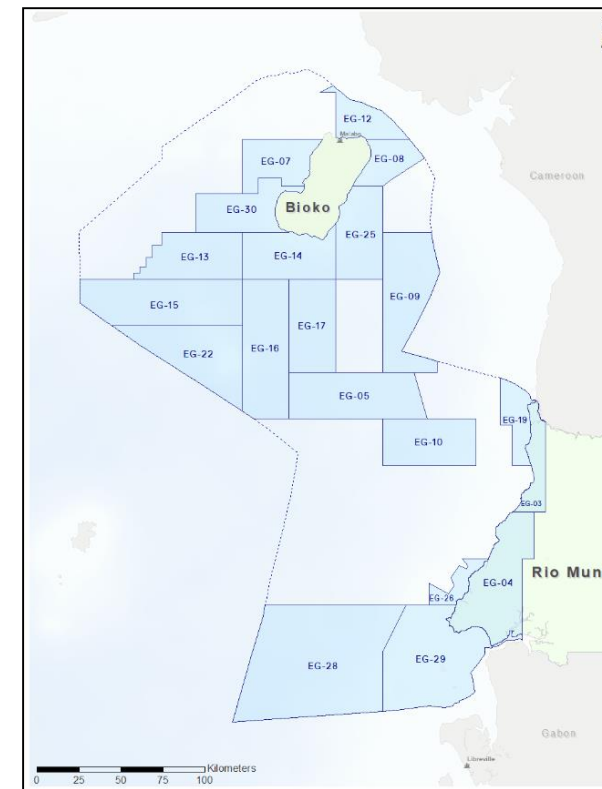 EG-12
Malabo
EG-07
EG-08
Cameroon
EG-30
Bioko
EG-25
EG-13
EG-14
EG-15
EG-09
EG-17
EG-16
EG-22
EG-05
EG-19
EG-10
EG-03
Rio Mun
EG-04
EG-26
EG-29
EG-28
Gabon
Libreville
Kilometers
0 25 50 75 100